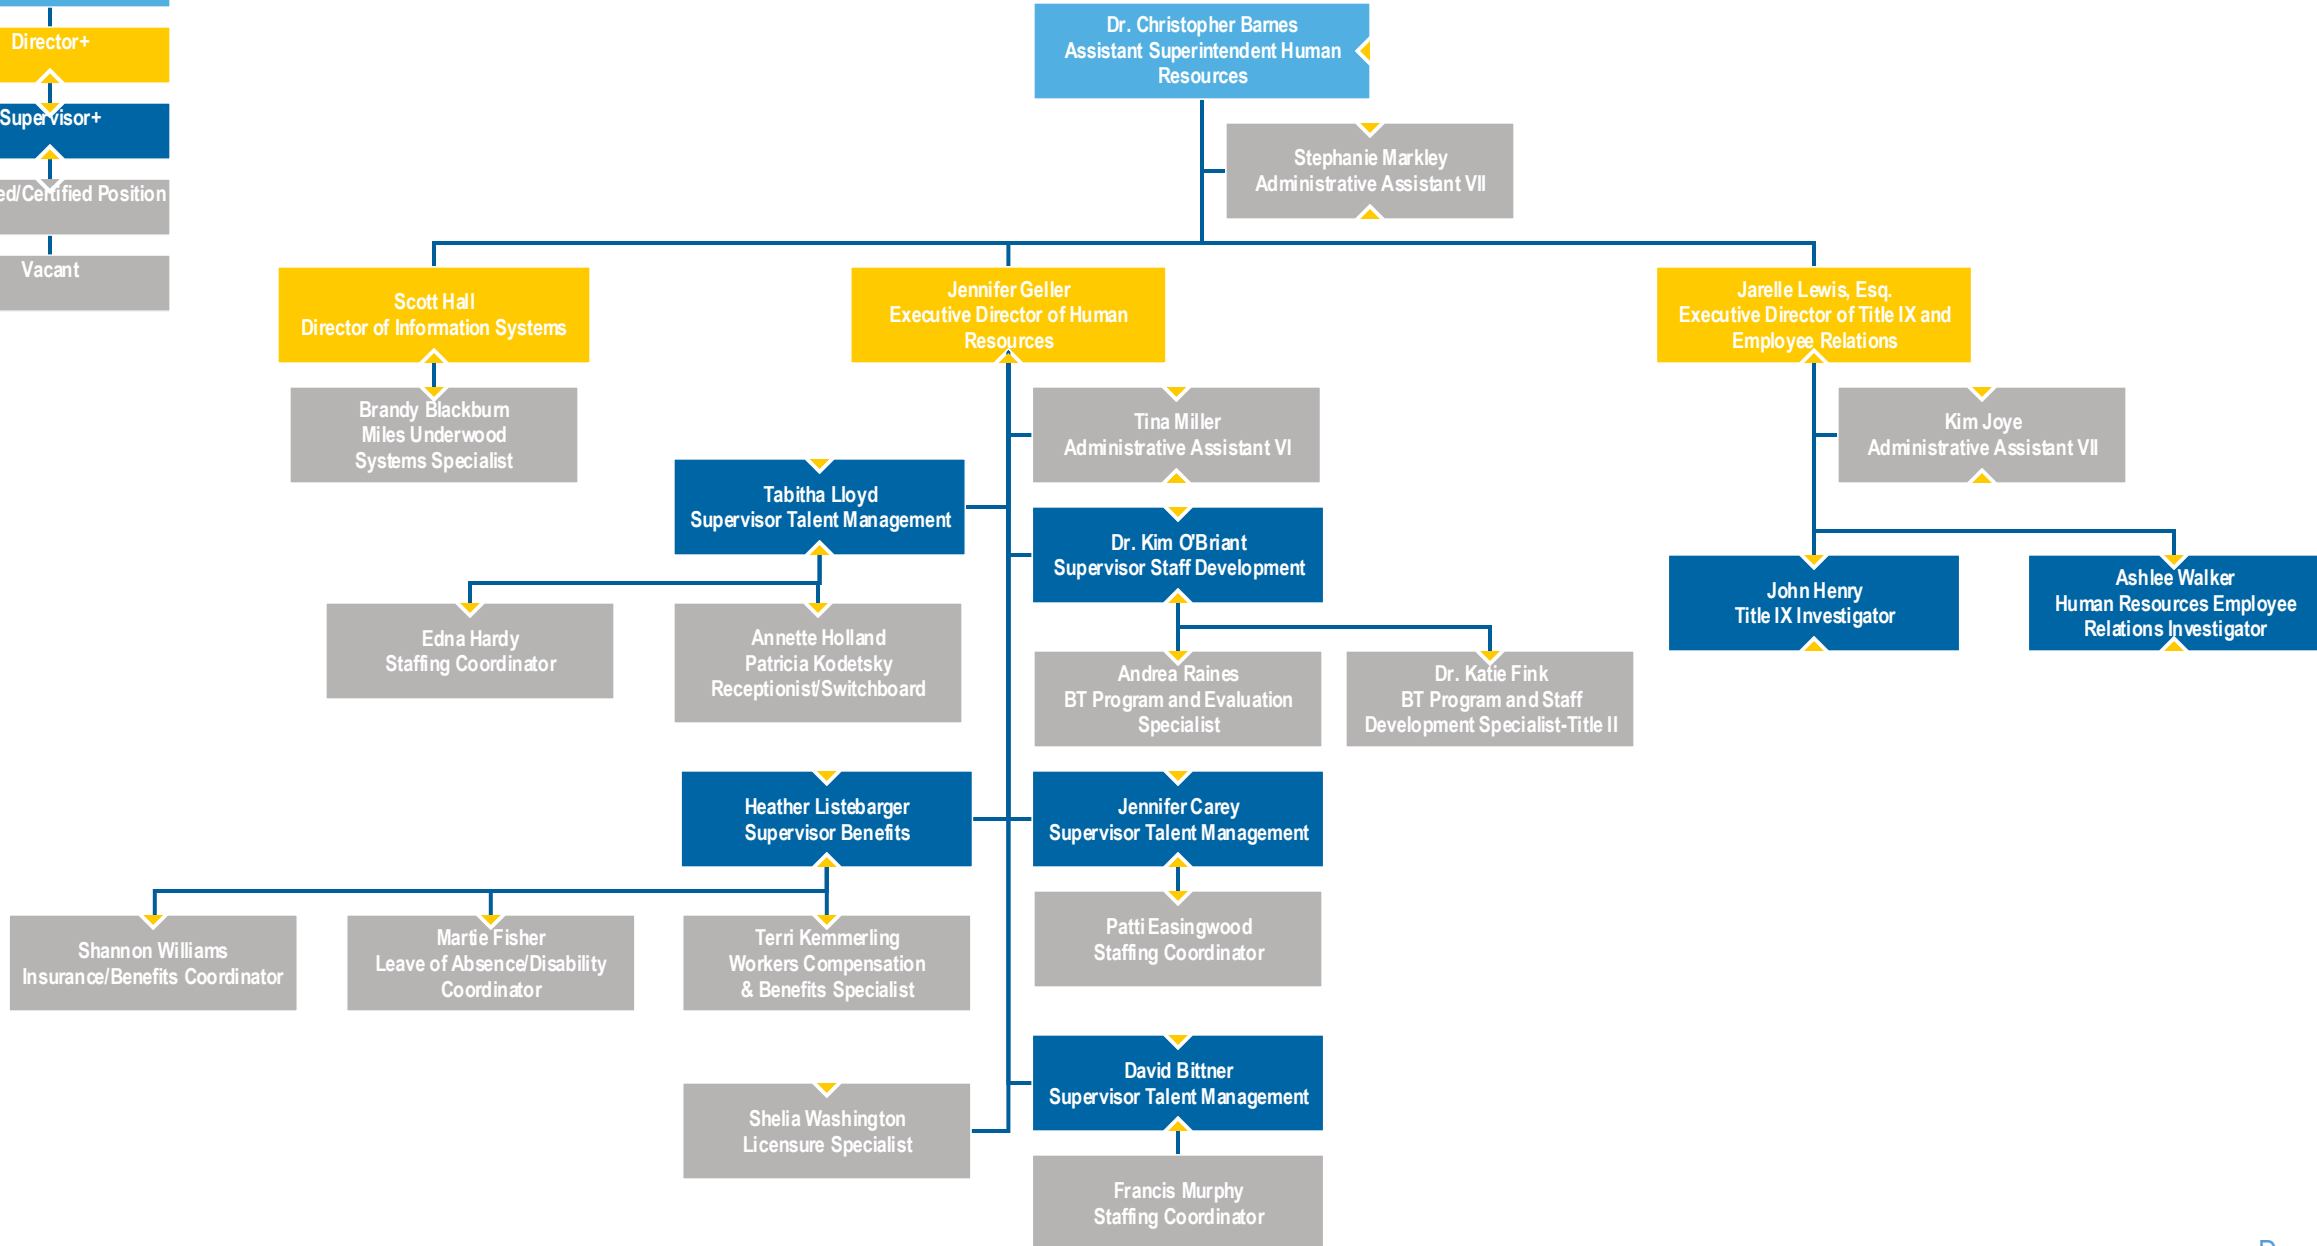 Director+
Supervisor+
Certified Position
Vacant
Dr. Christopher Barnes
Assistant Superintendent Human
Resources
Stephanie Markley
Administrative Assistant VII
Scott Hall
Director of Information Systems
Jennifer Geller
Executive Director of Human
Resources
Jarelle Lewis, Esq.
Executive Director of Title IX and
Employee Relations
Brandy Blackburn
Miles Underwood
Systems Specialist
Tina Miller
Administrative Assistant VI
Kim Joye
Administrative Assistant VII
Tabitha Lloyd
Supervisor Talent Management
Dr. Kim O'Briant
Supervisor Staff Development
John Henry
Title IX Investigator
Ashlee Walker
Human Resources Employee
Relations Investigator
Edna Hardy
Staffing Coordinator
Annette Holland
Patricia Kodetsky
Receptionist/Switchboard
Andrea Raines
BT Program and Evaluation
Specialist
Dr. Katie Fink
BT Program and Staff
Development Specialist-Title II
Heather Listebarger
Supervisor Benefits
Jennifer Carey
Supervisor Talent Management
Shannon Williams
Insurance/Benefits Coordinator
Martie Fisher
Leave of Absence/Disability
Coordinator
Terri Kemmerling
Workers Compensation
& Benefits Specialist
Patti Easingwood
Staffing Coordinator
David Bittner
Supervisor Talent Management
Shelia Washington
Licensure Specialist
Francis Murphy
Staffing Coordinator